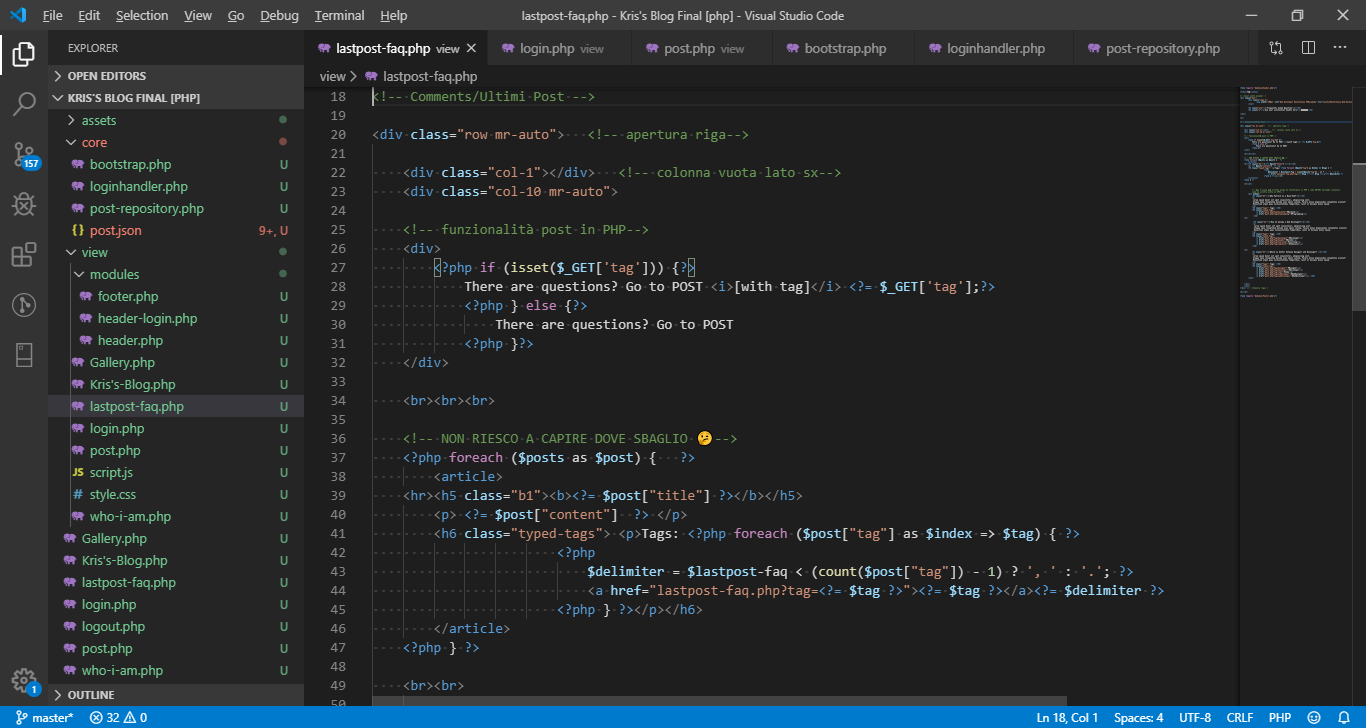 File Edit Selection View Go Debug Terminal Help
lastpost-faq.php - Kris's Blog Final [php] - Visual Studio Code
EXPLORER
OPEN EDITORS
KRIS'S BLOG FINAL [PHP]
assets
core
bootstrap.php U
loginhandler.php U
post-repository.php U
{} post.json 9+, U
view
modules
footer.php U
header-login.php U
header.php U
Gallery.php U
Kris's-Blog.php U
lastpost-faq.php U
login.php U
post.php U
JS script.js U
# style.css U
who-i-am.php U
Gallery.php U
Kris's-Blog.php U
lastpost-faq.php U
login.php U
logout.php U
post.php U
who-i-am.php U
OUTLINE
157
1
lastpost-faq.php view
login.php view
post.php view
bootstrap.php
loginhandler.php
post-repository.php
view > lastpost-faq.php
18 <!-- Comments/Ultimi Post -->
19
20 <div class="row mr-auto"> <!-- apertura riga-->
21
22 <div class="col-1"></div> <!-- colonna vuota lato sx-->
23 <div class="col-10 mr-auto">
24
25 <!-- funzionalità post in PHP-->
26 <div>
27 <?php if (isset($_GET['tag'])) {?>
28 There are questions? Go to POST <i>[with tag]</i> <?= $_GET['tag'];?>
29 <?php } else {?>
30 There are questions? Go to POST
31 <?php }?>
32 </div>
33
34 <br><br><br>
35
36 <!-- NON RIESCO A CAPIRE DOVE SBAGLIO 🤔-->
37 <?php foreach ($posts as $post) { ?>
38 <article>
39 <hr><h5 class="b1"><b><?= $post["title"] ?></b></h5>
40 <p> <?= $post["content"] ?> </p>
41 <h6 class="typed-tags"> <p>Tags: <?php foreach ($post["tag"] as $index => $tag) { ?>
42 <?php
43 $delimiter = $lastpost-faq < (count($post["tag"]) - 1) ? ', ' : '.'; ?>
44 <a href="lastpost-faq.php?tag=<?= $tag ?>"><?= $tag ?></a><?= $delimiter ?>
45 <?php } ?></p></h6>
46 </article>
47 <?php } ?>
48
49 <br><br>
50
master* 32 0
Ln 18, Col 1 Spaces: 4 UTF-8 CRLF PHP